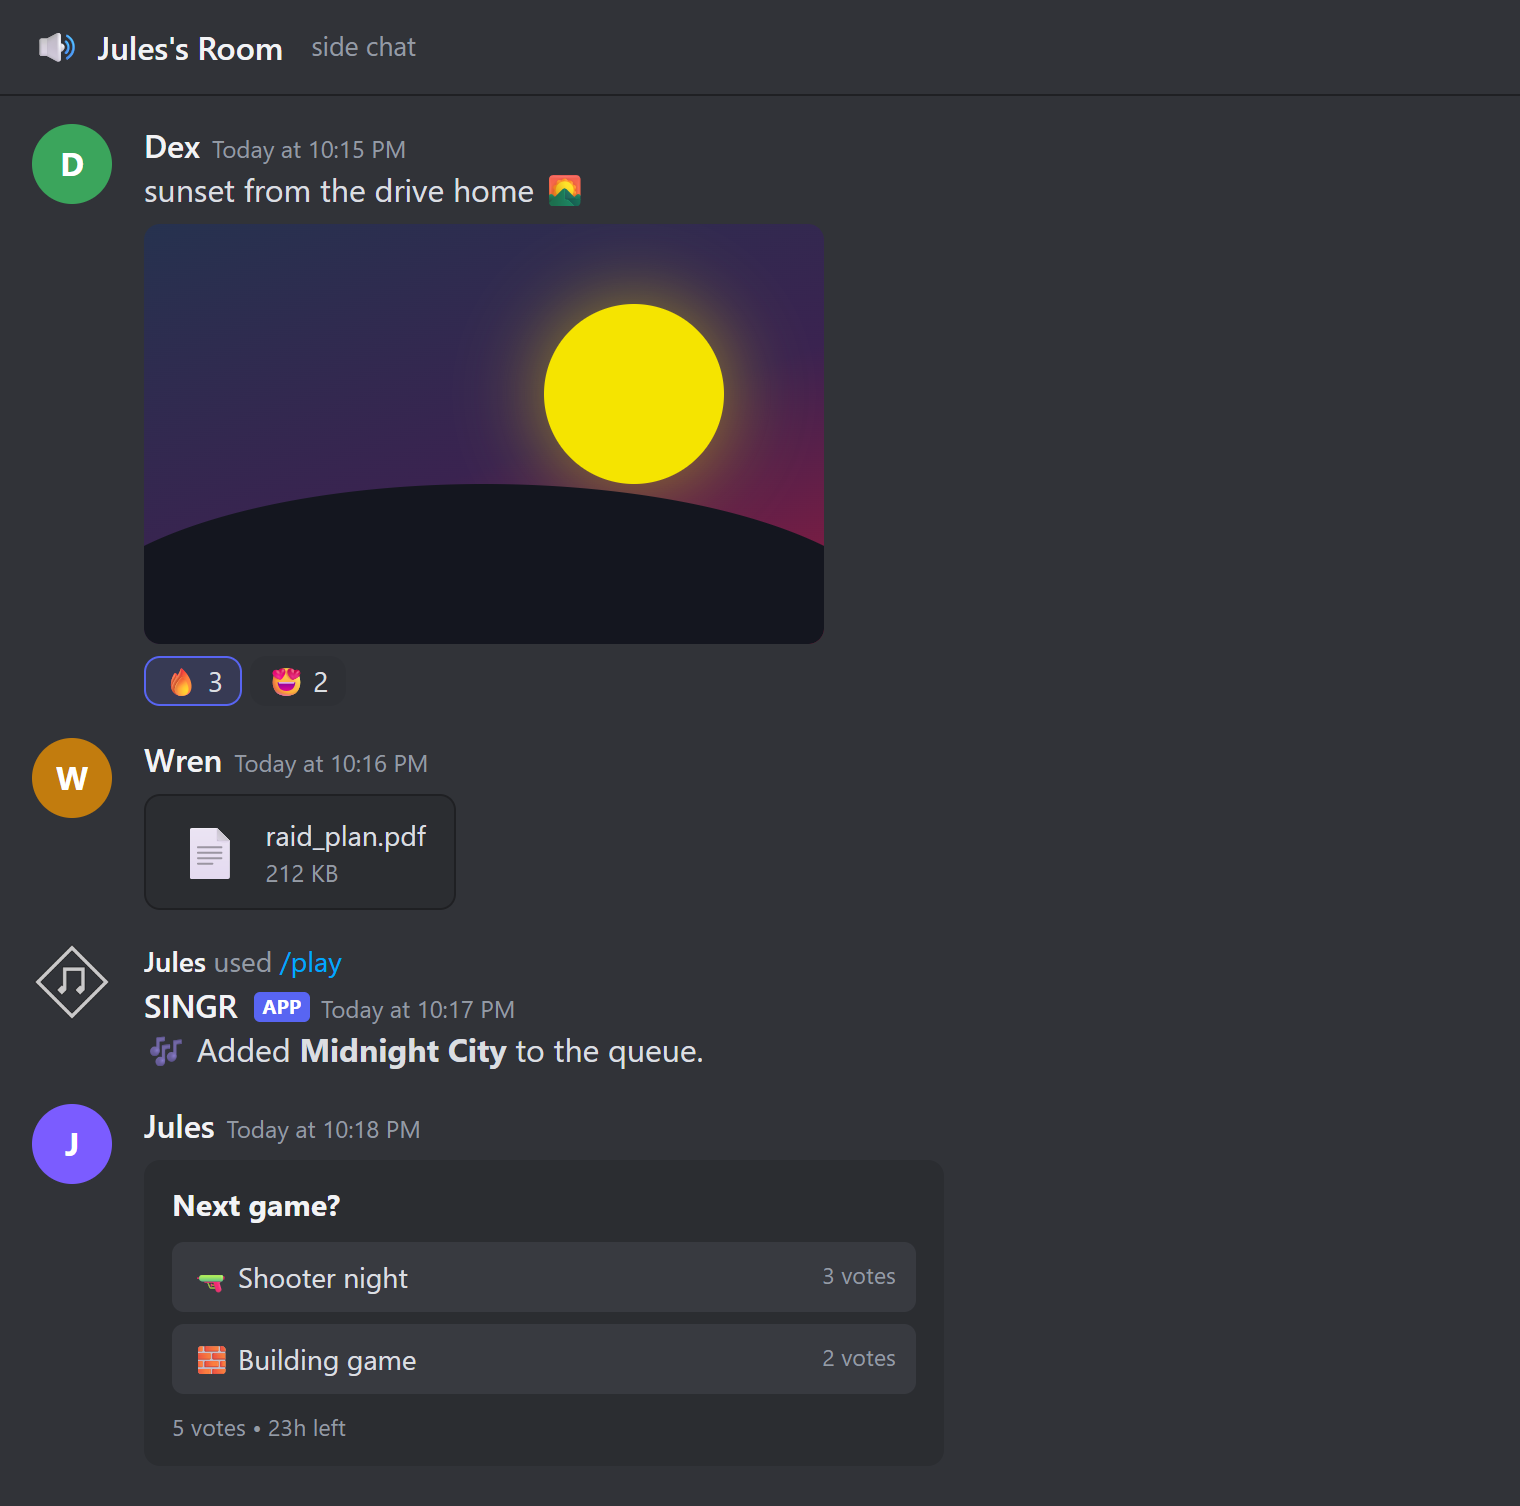 Jules's Room side chat
D
Dex Today at 10:15 PM
sunset from the drive home
3 2
W
Wren Today at 10:16 PM
raid_plan.pdf
212 KB
Jules used /play
SINGR APP Today at 10:17 PM
Added Midnight City to the queue.
J
Jules Today at 10:18 PM
Next game?
Shooter night 3 votes
Building game 2 votes
5 votes • 23h left